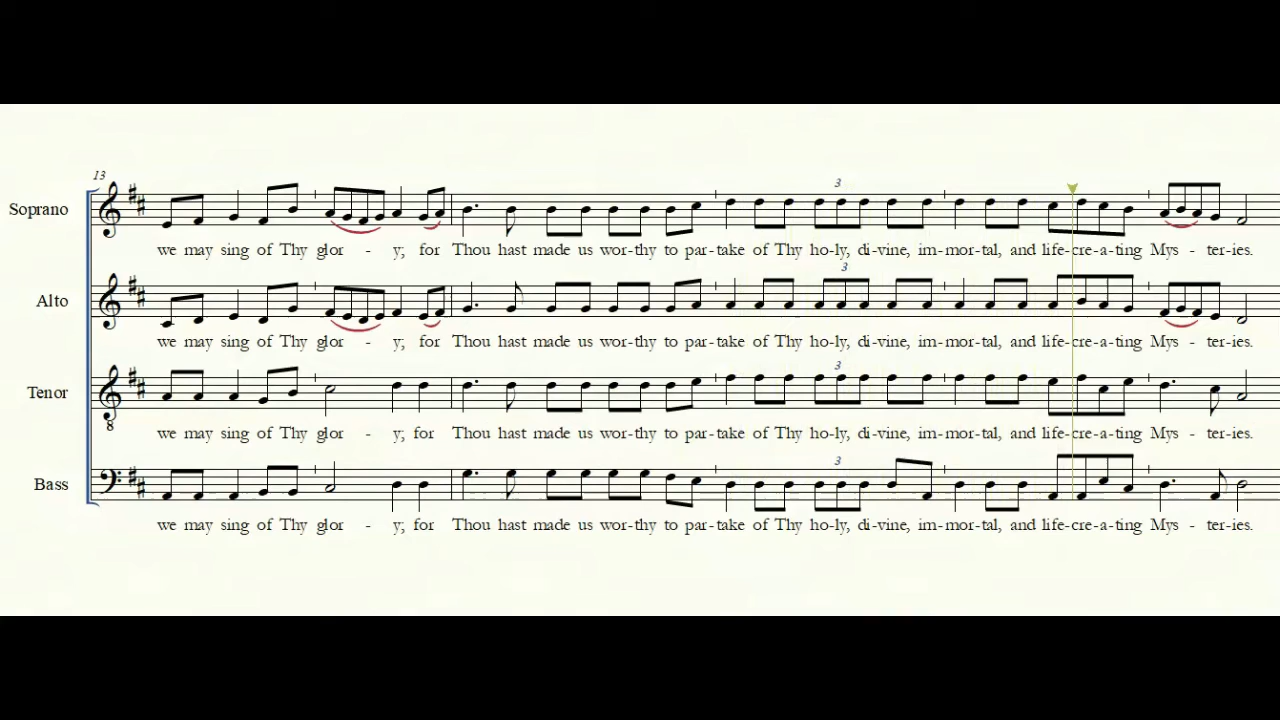 13
3
Soprano
we may sing of Thy glor - y; for Thou hast made us wor-thy to par-take of Thy ho-ly, di-vine, im-mor-tal, and life-cre-a-ting Mys - ter-ies.
3
Alto
we may sing of Thy glor - y; for Thou hast made us wor-thy to par-take of Thy ho-ly, di-vine, im-mor-tal, and life-cre-a-ting Mys - ter-ies.
3
Tenor
8
we may sing of Thy glor - y; for Thou hast made us wor-thy to par-take of Thy ho-ly, di-vine, im-mor-tal, and life-cre-a-ting Mys - ter-ies.
3
Bass
we may sing of Thy glor - y; for Thou hast made us wor-thy to par-take of Thy ho-ly, di-vine, im-mor-tal, and life-cre-a-ting Mys - ter-ies.